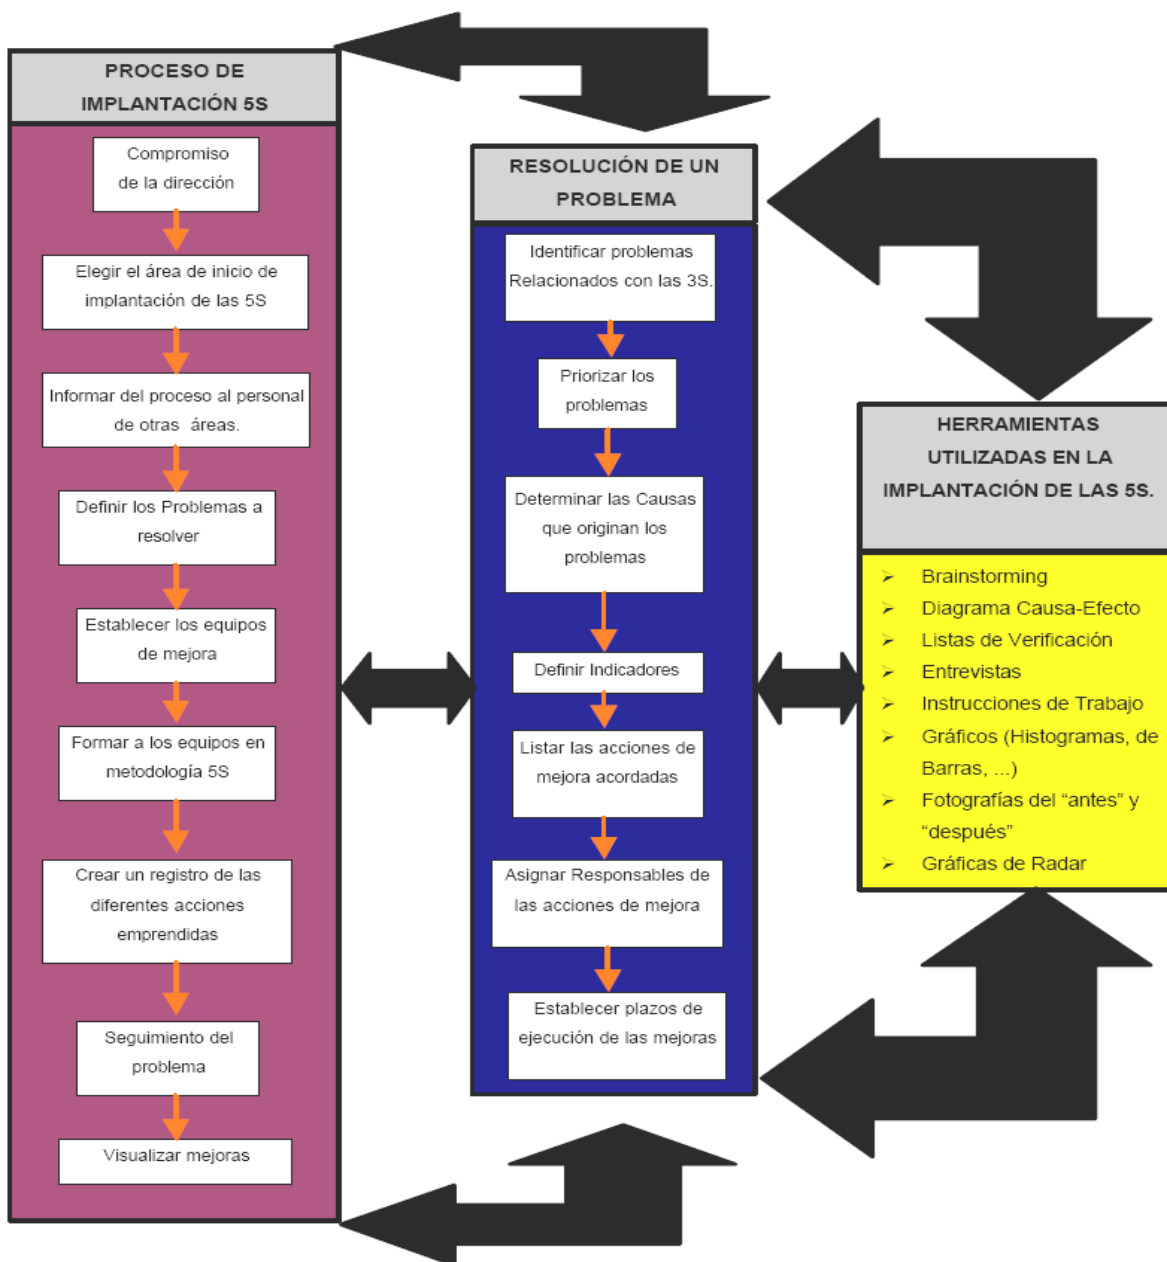 PROCESO DE
IMPLANTACIÓN 5S
Compromiso
de la dirección
Elegir el área de inicio de
implantación de las 5S
Informar del proceso al personal
de otras áreas.
Definir los Problemas a
resolver
Establecer los equipos
de mejora
Formar a los equipos en
metodología 5S
Crear un registro de las
diferentes acciones
emprendidas
Seguimiento del
problema
Visualizar mejoras
RESOLUCIÓN DE UN
PROBLEMA
Identificar problemas
Relacionados con las 3S.
Priorizar los
problemas
Determinar las Causas
que originan los
problemas
Definir Indicadores
Listar las acciones de
mejora acordadas
Asignar Responsables de
las acciones de mejora
Establecer plazos de
ejecución de las mejoras
HERRAMIENTAS
UTILIZADAS EN LA
IMPLANTACIÓN DE LAS 5S.
➢ Brainstorming
➢ Diagrama Causa-Efecto
➢ Listas de Verificación
➢ Entrevistas
➢ Instrucciones de Trabajo
➢ Gráficos (Histogramas, de
Barras, ...)
➢ Fotografías del “antes” y
“después”
➢ Gráficas de Radar